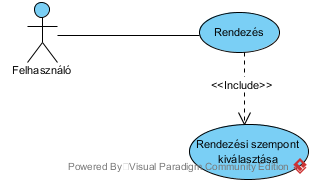 Rendezés
Felhasználó
<<Include>>
Rendezési szempont
kiválasztása
Powered By Visual Paradigm Community Edition